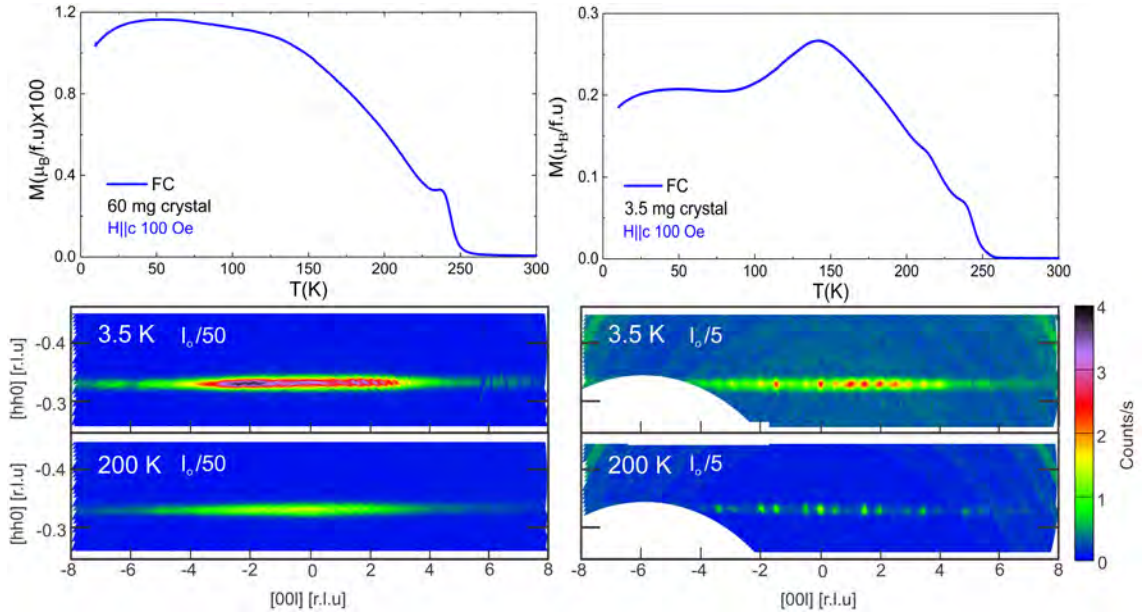 1.2
0.8
0.4
0.0
M(μB/f.u)x100
FC
60 mg crystal
H||c 100 Oe
0 50 100 150 200 250 300
T(K)
0.3
0.2
0.1
0.0
M(μB/f.u)
FC
3.5 mg crystal
H||c 100 Oe
0 50 100 150 200 250 300
T(K)
3.5 K Io/50
-0.4
-0.3
[hh0] [r.l.u]
200 K Io/50
-0.4
-0.3
[hh0] [r.l.u]
-8 -6 -4 -2 0 2 4 6 8
[00l] [r.l.u]
3.5 K Io/5
200 K Io/5
-6 -4 -2 0 2 4 6 8
[00l] [r.l.u]
4
3
2
1
0
Counts/s